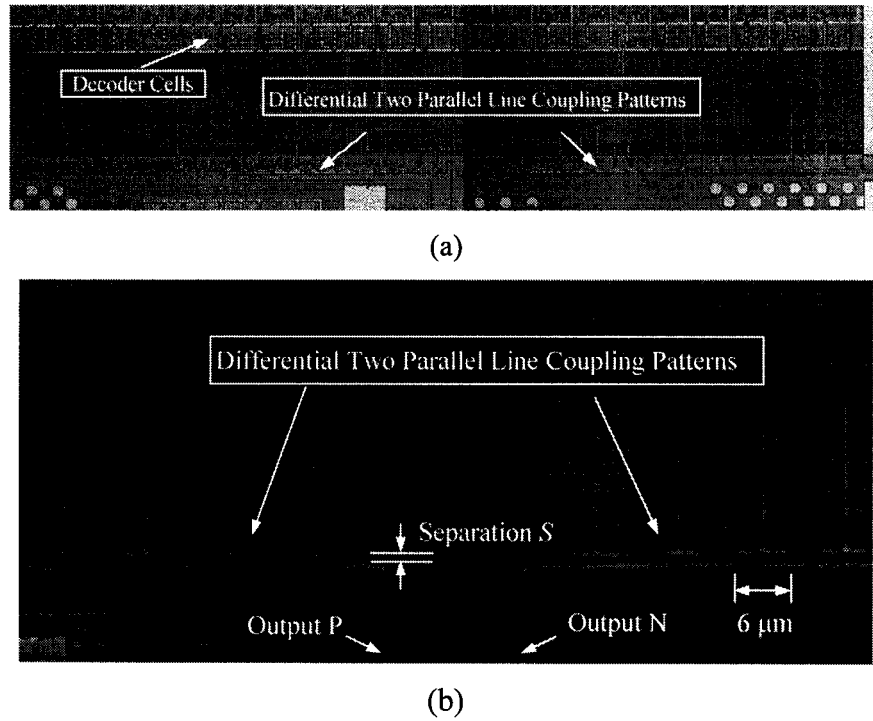 Decoder Cells
Differential Two Parallel Line Coupling Patterns
(a)
Differential Two Parallel Line Coupling Patterns
Separation S
Output P
Output N
6 μm
(b)